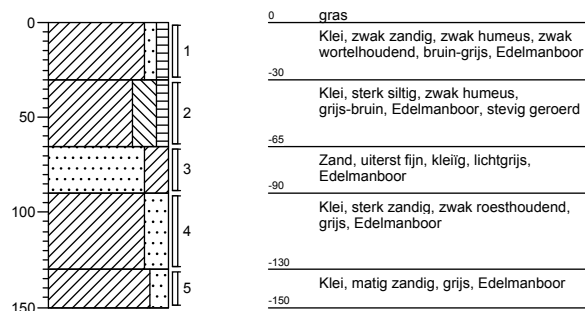 0
50
100
150
1
2
3
4
5
0 gras
Klei, zwak zandig, zwak humeus, zwak
wortelhoudend, bruin-grijs, Edelmanboor
-30
Klei, sterk siltig, zwak humeus,
grijs-bruin, Edelmanboor, stevig geroerd
-65
Zand, uiterst fijn, kleiïg, lichtgrijs,
Edelmanboor
-90
Klei, sterk zandig, zwak roesthoudend,
grijs, Edelmanboor
-130
Klei, matig zandig, grijs, Edelmanboor
-150